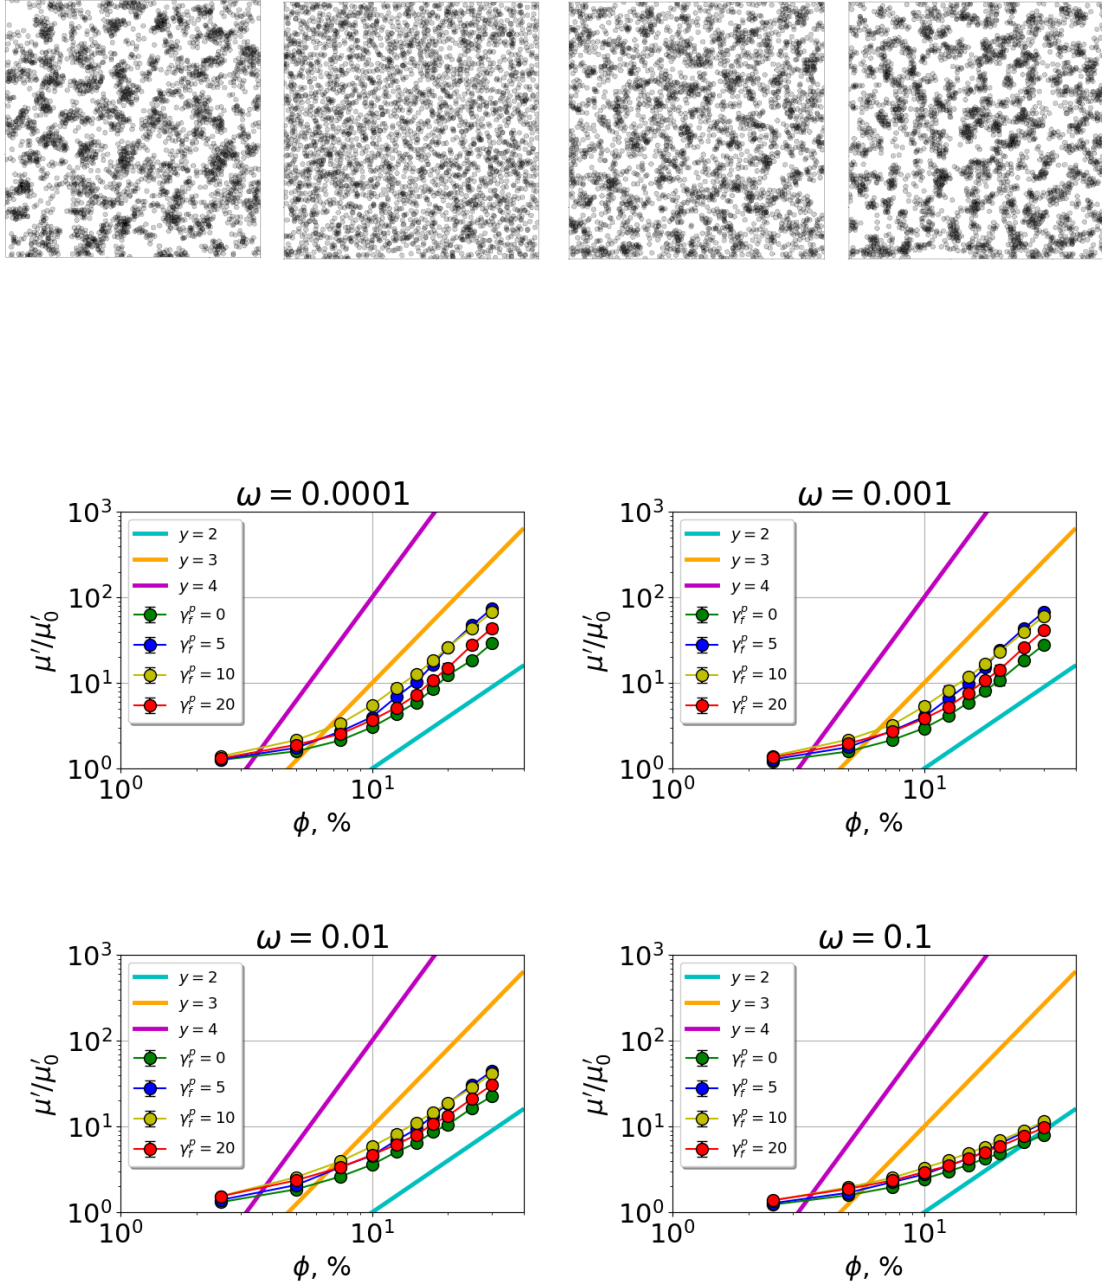 ω = 0.0001
10³
10²
10¹
10⁰
μ′/μ′₀
y = 2
y = 3
y = 4
γ_f^p = 0
γ_f^p = 5
γ_f^p = 10
γ_f^p = 20
10⁰
10¹
ϕ, %
ω = 0.001
10³
10²
10¹
10⁰
μ′/μ′₀
y = 2
y = 3
y = 4
γ_f^p = 0
γ_f^p = 5
γ_f^p = 10
γ_f^p = 20
10⁰
10¹
ϕ, %
ω = 0.01
10³
10²
10¹
10⁰
μ′/μ′₀
y = 2
y = 3
y = 4
γ_f^p = 0
γ_f^p = 5
γ_f^p = 10
γ_f^p = 20
10⁰
10¹
ϕ, %
ω = 0.1
10³
10²
10¹
10⁰
μ′/μ′₀
y = 2
y = 3
y = 4
γ_f^p = 0
γ_f^p = 5
γ_f^p = 10
γ_f^p = 20
10⁰
10¹
ϕ, %